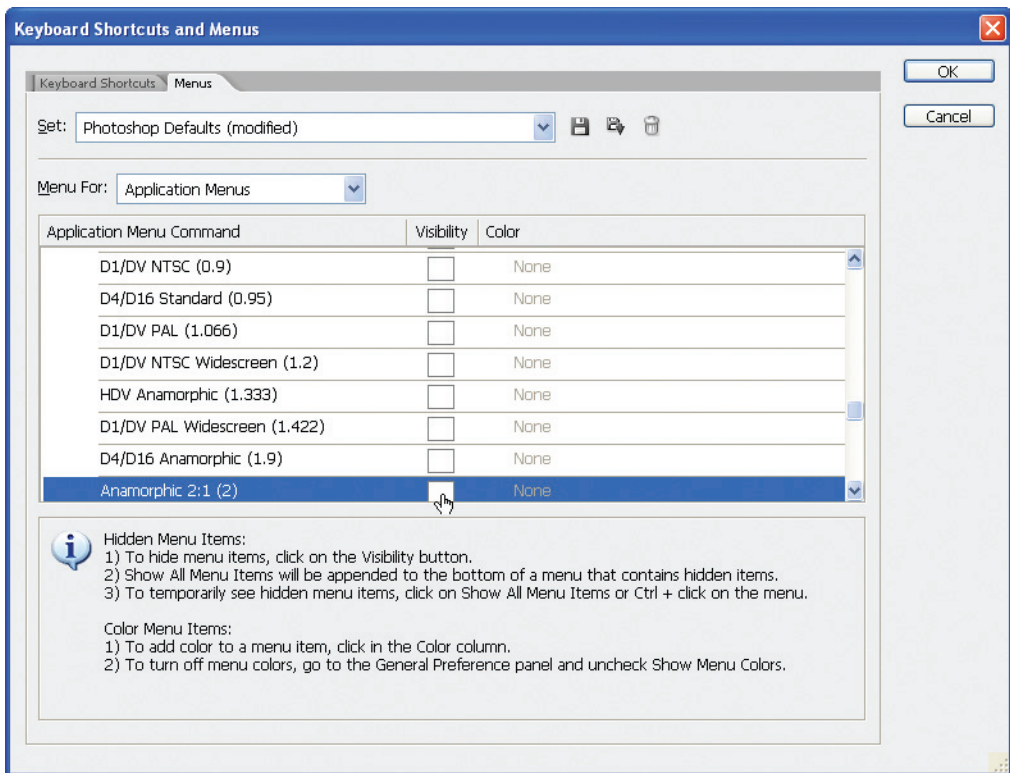 Keyboard Shortcuts and Menus
Keyboard Shortcuts Menus
OK
Set: Photoshop Defaults (modified)
Cancel
Menu For: Application Menus
Application Menu Command Visibility Color
D1/DV NTSC (0.9) None
D4/D16 Standard (0.95) None
D1/DV PAL (1.066) None
D1/DV NTSC Widescreen (1.2) None
HDV Anamorphic (1.333) None
D1/DV PAL Widescreen (1.422) None
D4/D16 Anamorphic (1.9) None
Anamorphic 2:1 (2) None
Hidden Menu Items:
1) To hide menu items, click on the Visibility button.
2) Show All Menu Items will be appended to the bottom of a menu that contains hidden items.
3) To temporarily see hidden menu items, click on Show All Menu Items or Ctrl + click on the menu.
Color Menu Items:
1) To add color to a menu item, click in the Color column.
2) To turn off menu colors, go to the General Preference panel and uncheck Show Menu Colors.